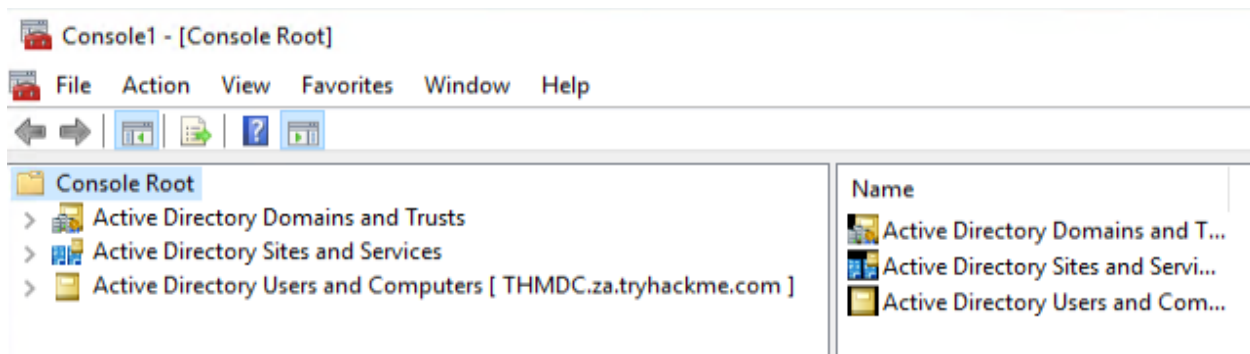 Console1 - [Console Root]
File Action View Favorites Window Help
Console Root
Active Directory Domains and Trusts
Active Directory Sites and Services
Active Directory Users and Computers [ THMDC.za.tryhackme.com ]
Name
Active Directory Domains and T...
Active Directory Sites and Servi...
Active Directory Users and Com...